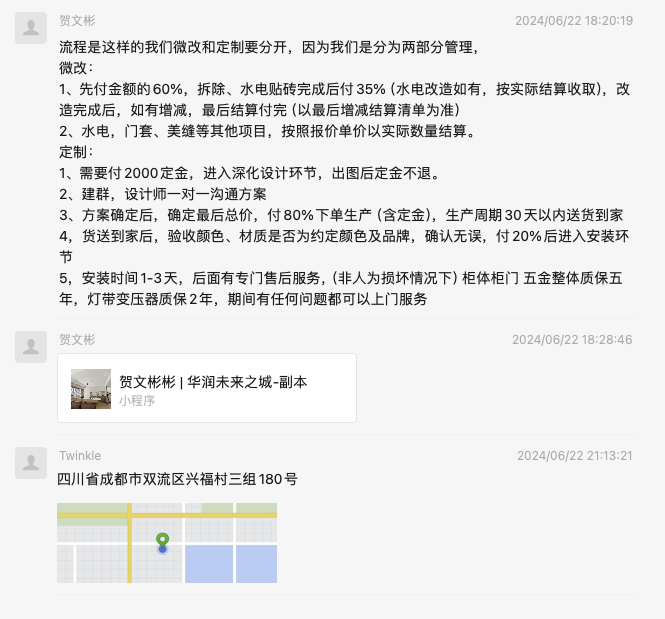 贺文彬
2024/06/22 18:20:19
流程是这样的我们微改和定制要分开，因为我们是分为两部分管理，
微改：
1、先付金额的60%，拆除、水电贴砖完成后付35%（水电改造如有，按实际结算收取），改
造完成后，如有增减，最后结算付完（以最后增减结算清单为准）
2、水电，门套、美缝等其他项目，按照报价单价以实际数量结算。
定制：
1、需要付2000定金，进入深化设计环节，出图后定金不退。
2、建群，设计师一对一沟通方案
3、方案确定后，确定最后总价，付80%下单生产（含定金），生产周期30天以内送货到家
4，货送到家后，验收颜色、材质是否为约定颜色及品牌，确认无误，付20%后进入安装环
节
5，安装时间1-3天，后面有专门售后服务，（非人为损坏情况下）柜体柜门 五金整体质保五
年，灯带变压器质保2年，期间有任何问题都可以上门服务
贺文彬
2024/06/22 18:28:46
贺文彬彬 | 华润未来之城-副本
小程序
Twinkle
2024/06/22 21:13:21
四川省成都市双流区兴福村三组180号